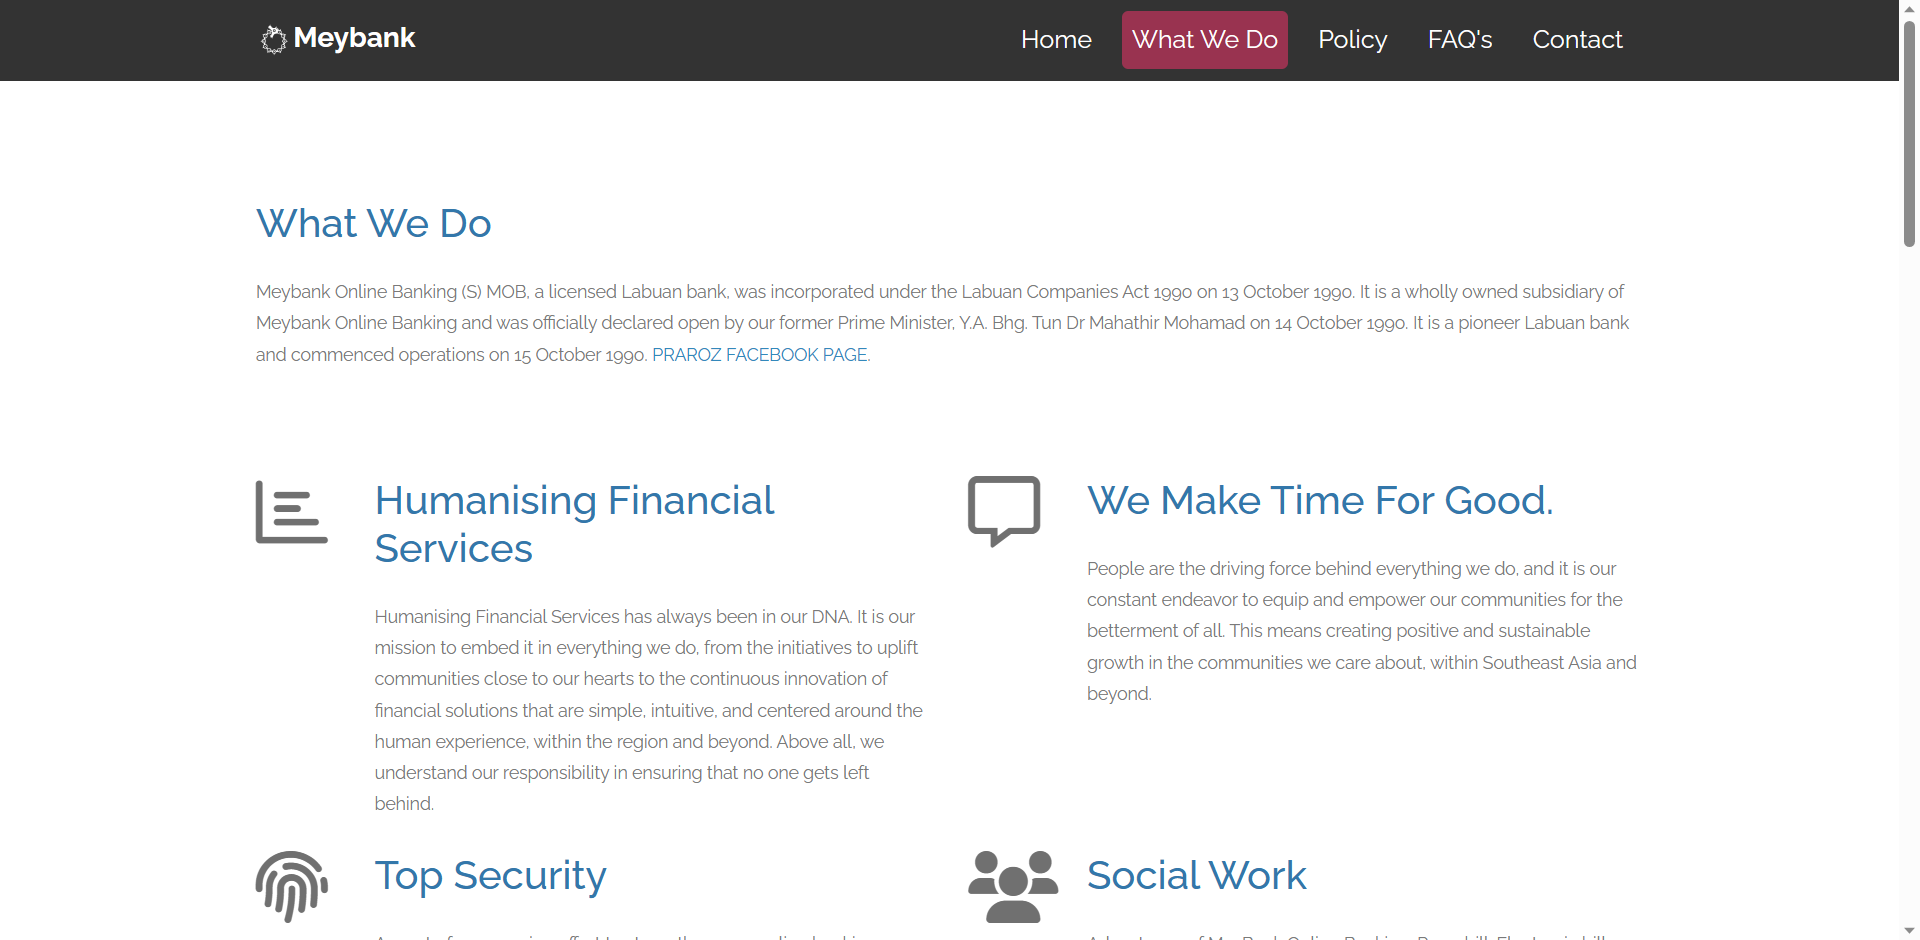 Meybank
Home
What We Do
Policy
FAQ's
Contact
What We Do
Meybank Online Banking (S) MOB, a licensed Labuan bank, was incorporated under the Labuan Companies Act 1990 on 13 October 1990. It is a wholly owned subsidiary of
Meybank Online Banking and was officially declared open by our former Prime Minister, Y.A. Bhg. Tun Dr Mahathir Mohamad on 14 October 1990. It is a pioneer Labuan bank
and commenced operations on 15 October 1990. PRAROZ FACEBOOK PAGE.
Humanising Financial
Services
Humanising Financial Services has always been in our DNA. It is our
mission to embed it in everything we do, from the initiatives to uplift
communities close to our hearts to the continuous innovation of
financial solutions that are simple, intuitive, and centered around the
human experience, within the region and beyond. Above all, we
understand our responsibility in ensuring that no one gets left
behind.
We Make Time For Good.
People are the driving force behind everything we do, and it is our
constant endeavor to equip and empower our communities for the
betterment of all. This means creating positive and sustainable
growth in the communities we care about, within Southeast Asia and
beyond.
Top Security
Social Work